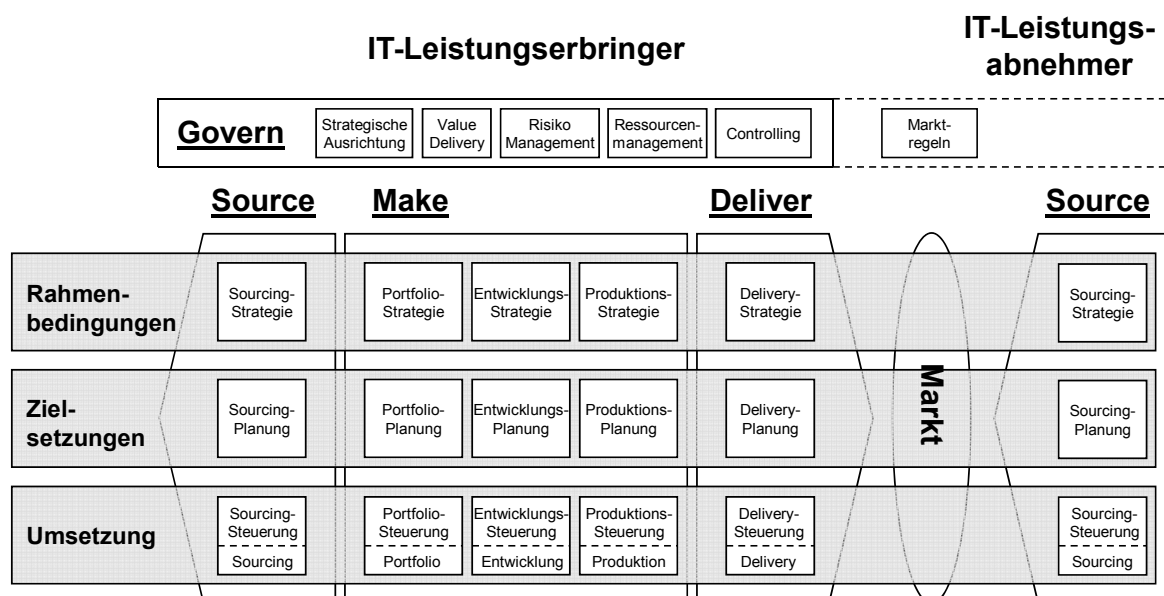 IT-Leistungserbringer
IT-Leistungs-
abnehmer
Govern
Strategische
Ausrichtung
Value
Delivery
Risiko
Management
Ressourcen-
management
Controlling
Markt-
regeln
Source
Make
Deliver
Source
Rahmen-
bedingungen
Sourcing-
Strategie
Portfolio-
Strategie
Entwicklungs-
Strategie
Produktions-
Strategie
Delivery-
Strategie
Sourcing-
Strategie
Markt
Ziel-
setzungen
Sourcing-
Planung
Portfolio-
Planung
Entwicklungs-
Planung
Produktions-
Planung
Delivery-
Planung
Sourcing-
Planung
Umsetzung
Sourcing-
Steuerung
Sourcing
Portfolio-
Steuerung
Portfolio
Entwicklungs-
Steuerung
Entwicklung
Produktions-
Steuerung
Produktion
Delivery-
Steuerung
Delivery
Sourcing-
Steuerung
Sourcing